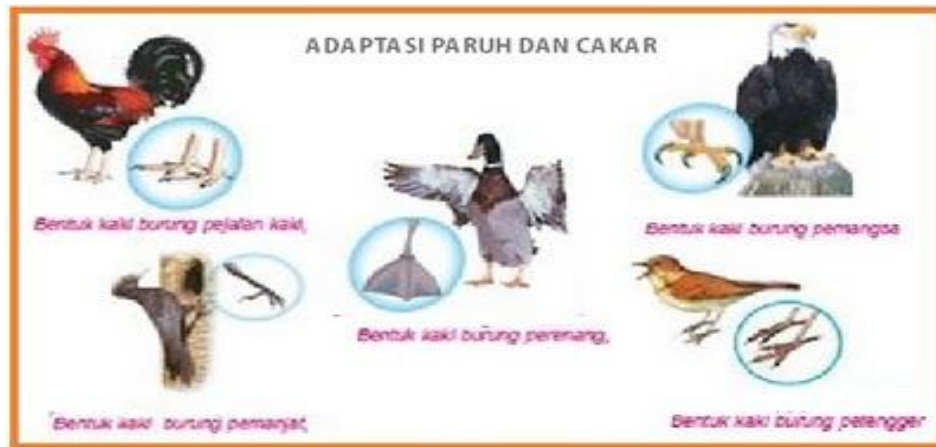 ADAPTASI PARUH DAN CAKAR
Bentuk kaki burung pejalan kaki,
Bentuk kaki burung pemangsa
Bentuk kaki burung perenang,
Bentuk kaki burung pemanjat,
Bentuk kaki burung petengger